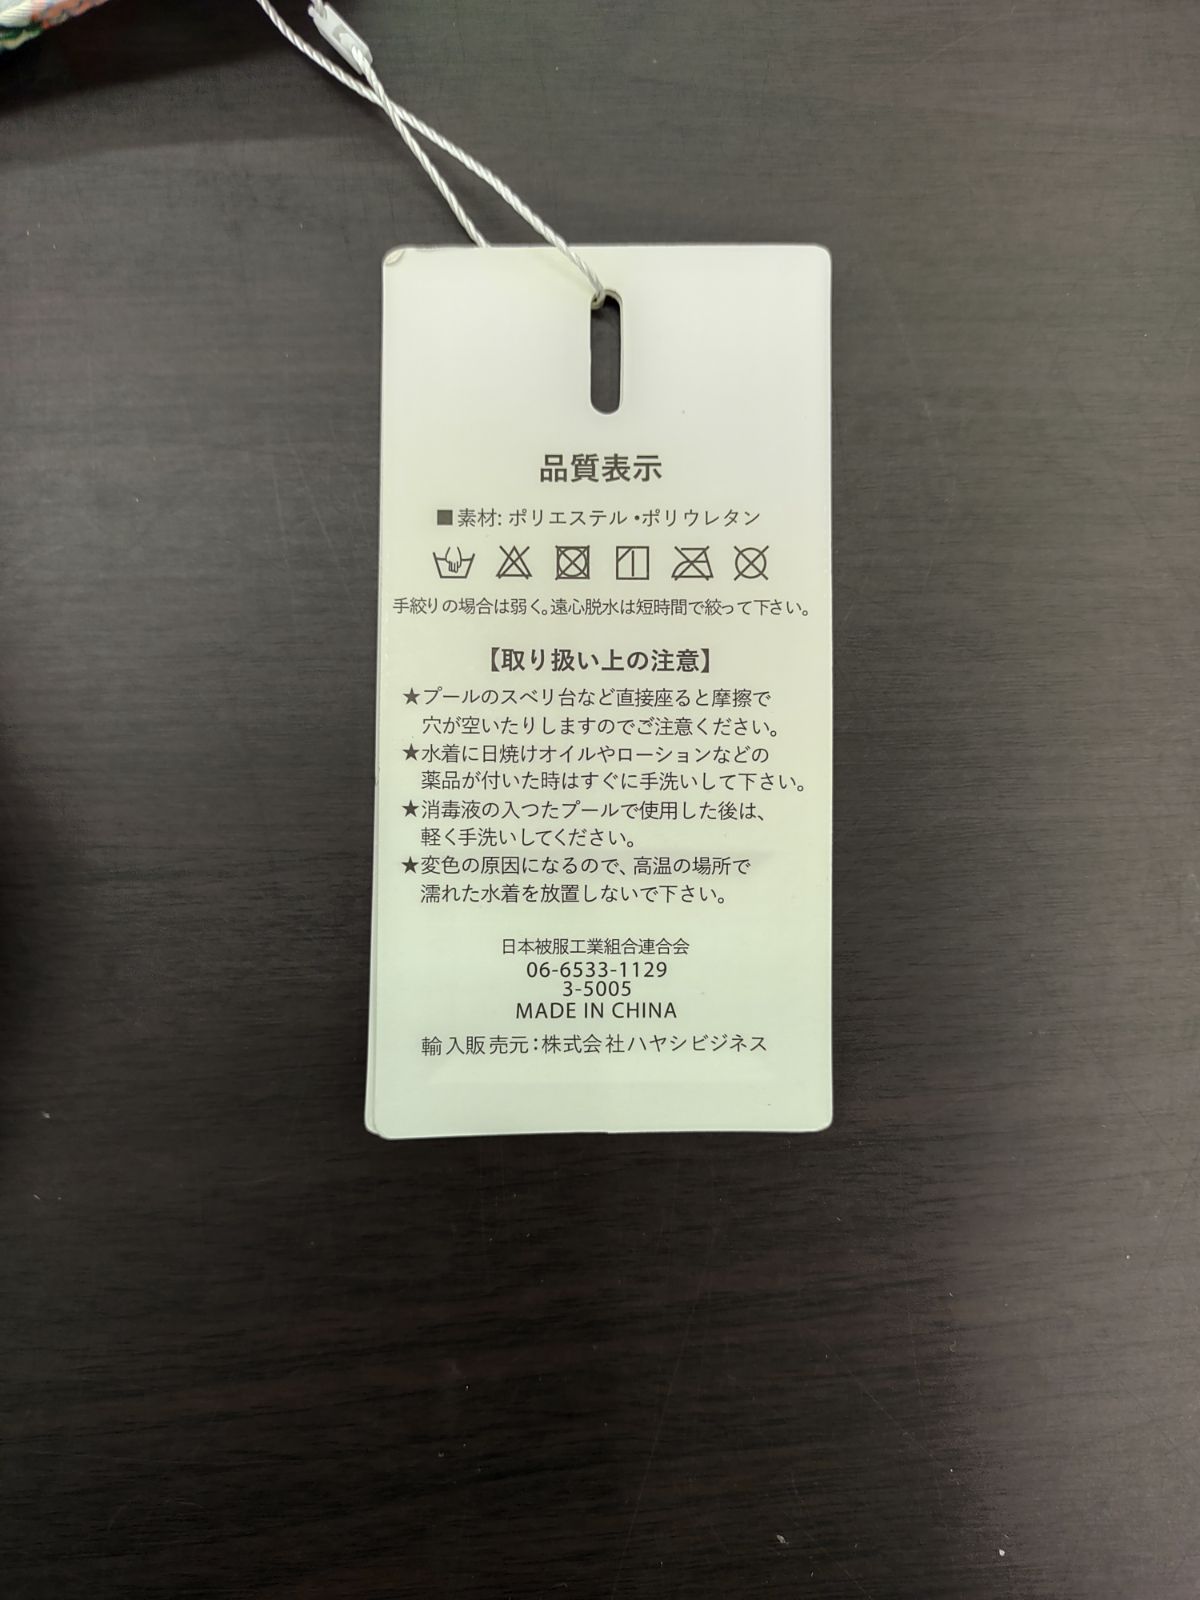 品質表示
■素材: ポリエステル・ポリウレタン
手絞りの場合は弱く。遠心脱水は短時間で絞って下さい。
【取り扱い上の注意】
★プールのスベリ台など直接座ると摩擦で
穴が空いたりしますのでご注意ください。
★水着に日焼けオイルやローションなどの
薬品が付いた時はすぐに手洗いして下さい。
★消毒液の入つたプールで使用した後は、
軽く手洗いしてください。
★変色の原因になるので、高温の場所で
濡れた水着を放置しないで下さい。
日本被服工業組合連合会
06-6533-1129
3-5005
MADE IN CHINA
輸入販売元：株式会社ハヤシビジネス